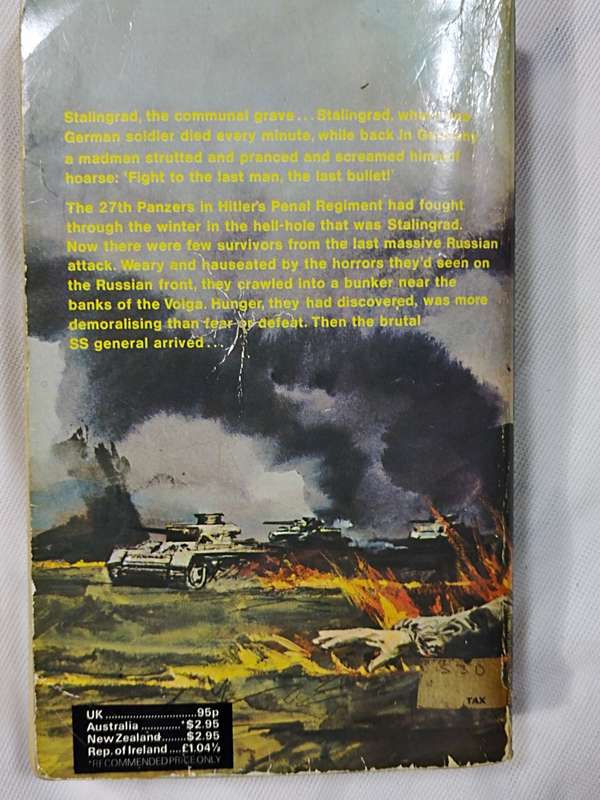 Stalingrad, the communal grave... Stalingrad, where
German soldier died every minute, while back in Germany
a madman strutted and pranced and screamed himself
hoarse: 'Fight to the last man, the last bullet!'
The 27th Panzers in Hitler's Penal Regiment had fought
through the winter in the hell-hole that was Stalingrad.
Now there were few survivors from the last massive Russian
attack. Weary and nauseated by the horrors they'd seen on
the Russian front, they crawled into a bunker near the
banks of the Volga. Hunger, they had discovered, was more
demoralising than fear or defeat. Then the brutal
SS general arrived...
530
TAX
UK..............................95p
Australia .............*$2.95
New Zealand.......$2.95
Rep. of Ireland....£1.04½
*RECOMMENDED PRICE ONLY